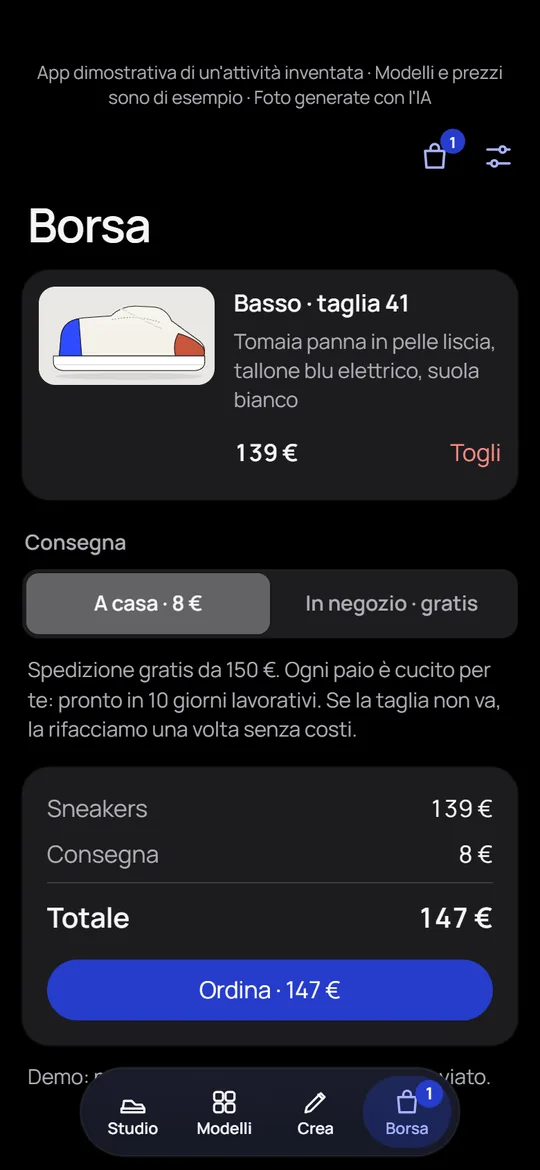 App dimostrativa di un'attività inventata · Modelli e prezzi
sono di esempio · Foto generate con l'IA
1
Borsa
Basso · taglia 41
Tomaia panna in pelle liscia,
tallone blu elettrico, suola
bianco
139 €
Togli
Consegna
A casa · 8 €
In negozio · gratis
Spedizione gratis da 150 €. Ogni paio è cucito per
te: pronto in 10 giorni lavorativi. Se la taglia non va,
la rifacciamo una volta senza costi.
Sneakers 139 €
Consegna 8 €
Totale 147 €
Ordina · 147 €
Demo:
Studio
Modelli
Crea
Borsa
1